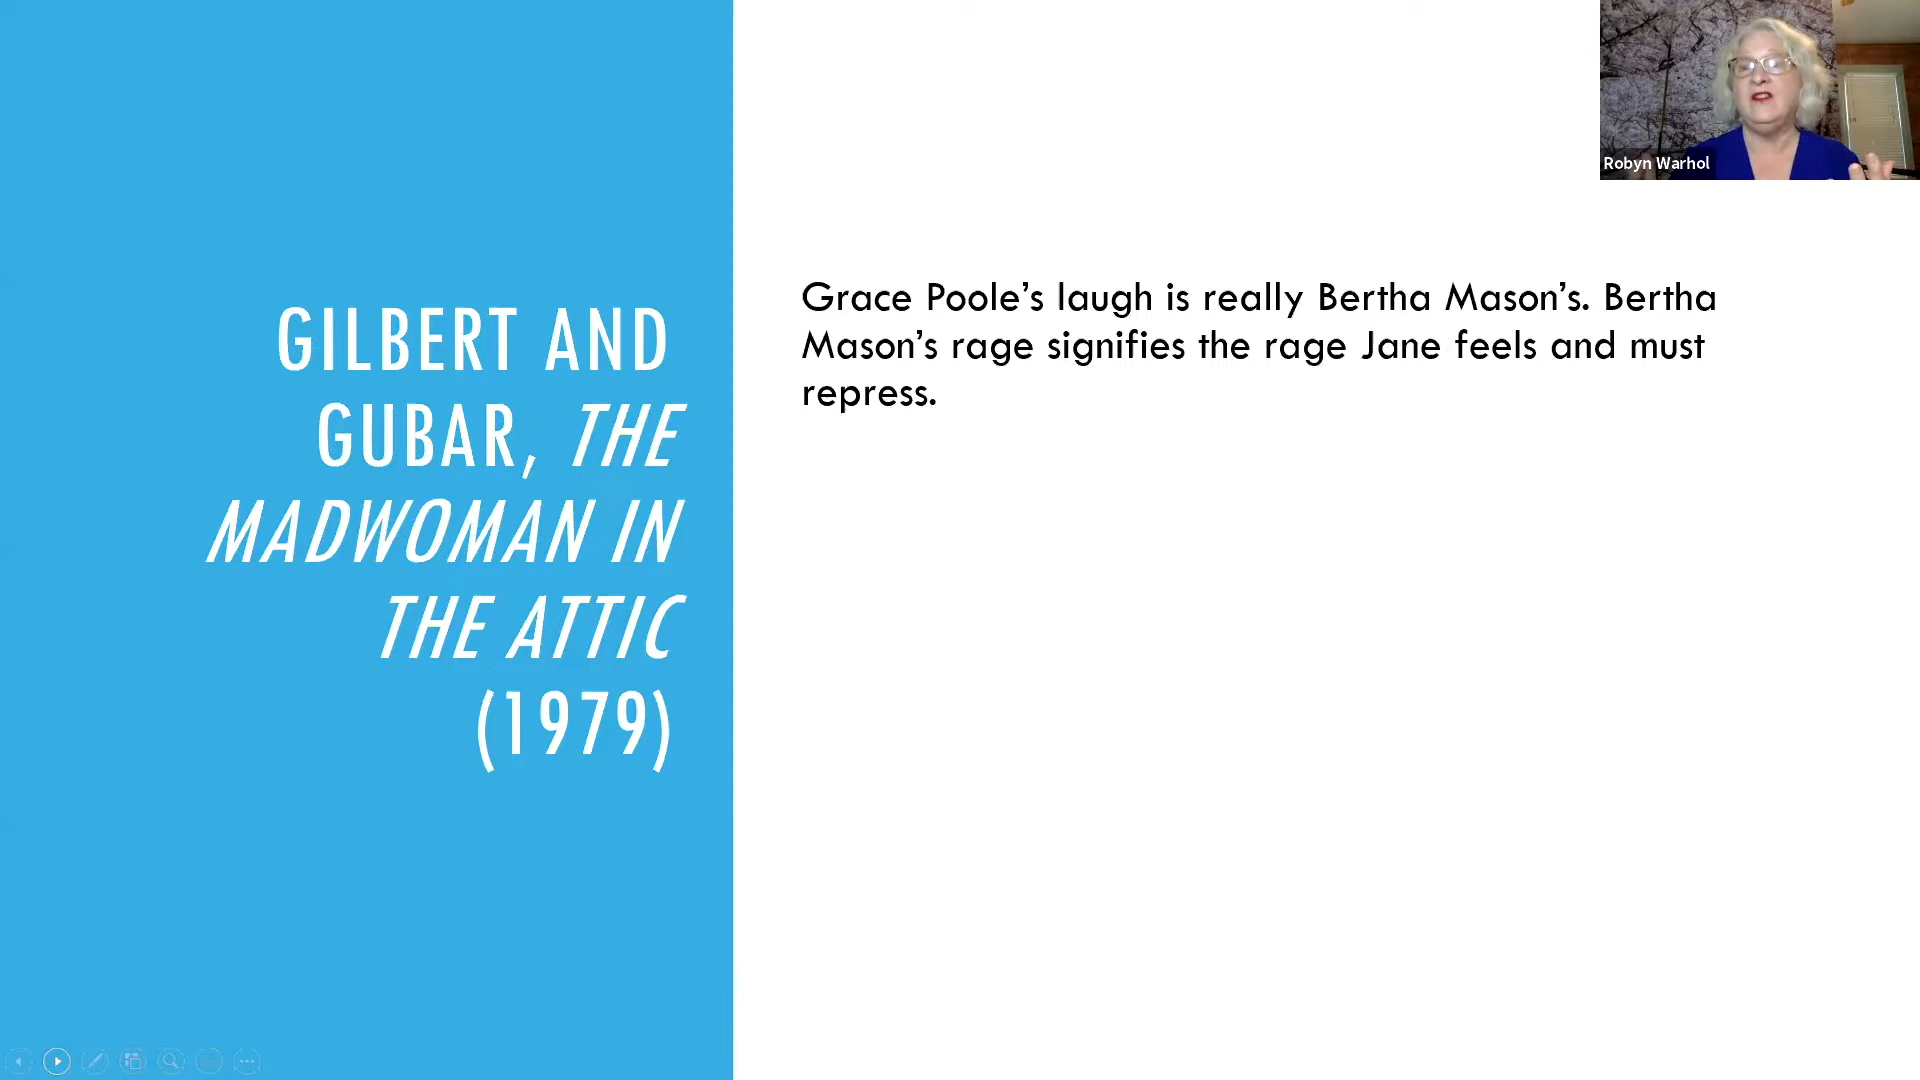 GILBERT AND
GUBAR, THE
MADWOMAN IN
THE ATTIC
(1979)
Grace Poole’s laugh is really Bertha Mason’s. Bertha
Mason’s rage signifies the rage Jane feels and must
repress.
Robyn Warhol